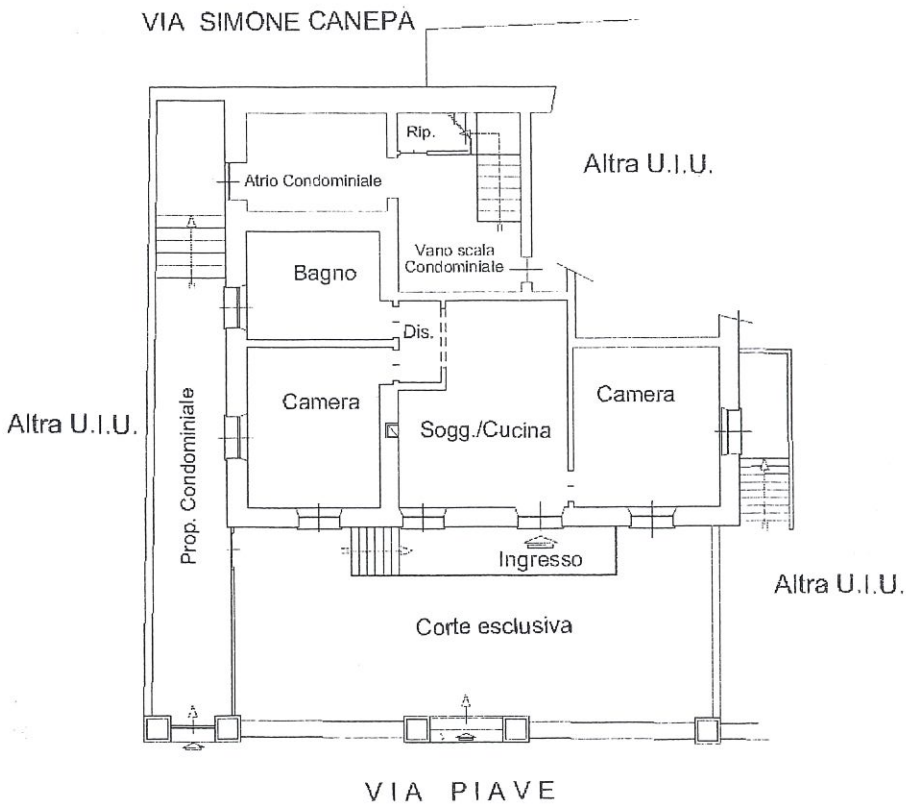 VIA SIMONE CANEPA
Rip.
Altra U.I.U.
Atrio Condominiale
Vano scala
Condominiale
Bagno
Dis.
Camera
Camera
Altra U.I.U.
Sogg./Cucina
Prop. Condominiale
Ingresso
Altra U.I.U.
Corte esclusiva
VIA PIAVE